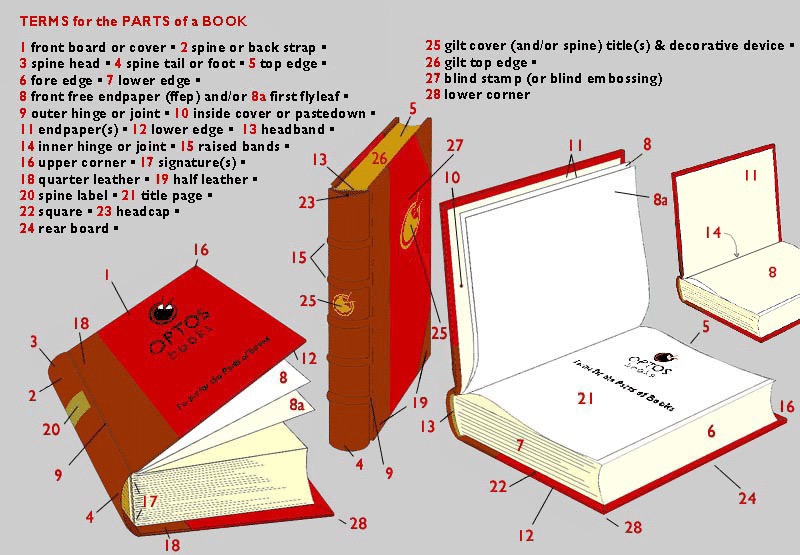 TERMS for the PARTS of a BOOK
1 front board or cover ▪ 2 spine or back strap ▪
3 spine head ▪ 4 spine tail or foot ▪ 5 top edge ▪
6 fore edge ▪ 7 lower edge ▪
8 front free endpaper (ffep) and/or 8a first flyleaf ▪
9 outer hinge or joint ▪ 10 inside cover or pastedown ▪
11 endpaper(s) ▪ 12 lower edge ▪ 13 headband ▪
14 inner hinge or joint ▪ 15 raised bands ▪
16 upper corner ▪ 17 signature(s) ▪
18 quarter leather ▪ 19 half leather ▪
20 spine label ▪ 21 title page ▪
22 square ▪ 23 headcap ▪
24 rear board ▪
25 gilt cover (and/or spine) title(s) & decorative device ▪
26 gilt top edge ▪
27 blind stamp (or blind embossing)
28 lower corner
16
1
18
3
2
20
9
4
17
18
OPTOS
BOOKS
Terms for the Parts of Books
12
8
8a
28
5
13
26
27
23
15
25
25
19
4
9
11
8
10
8a
5
OPTOS
BOOKS
Terms for the Parts of Books
21
16
13
7
6
22
24
12
28
11
14
8